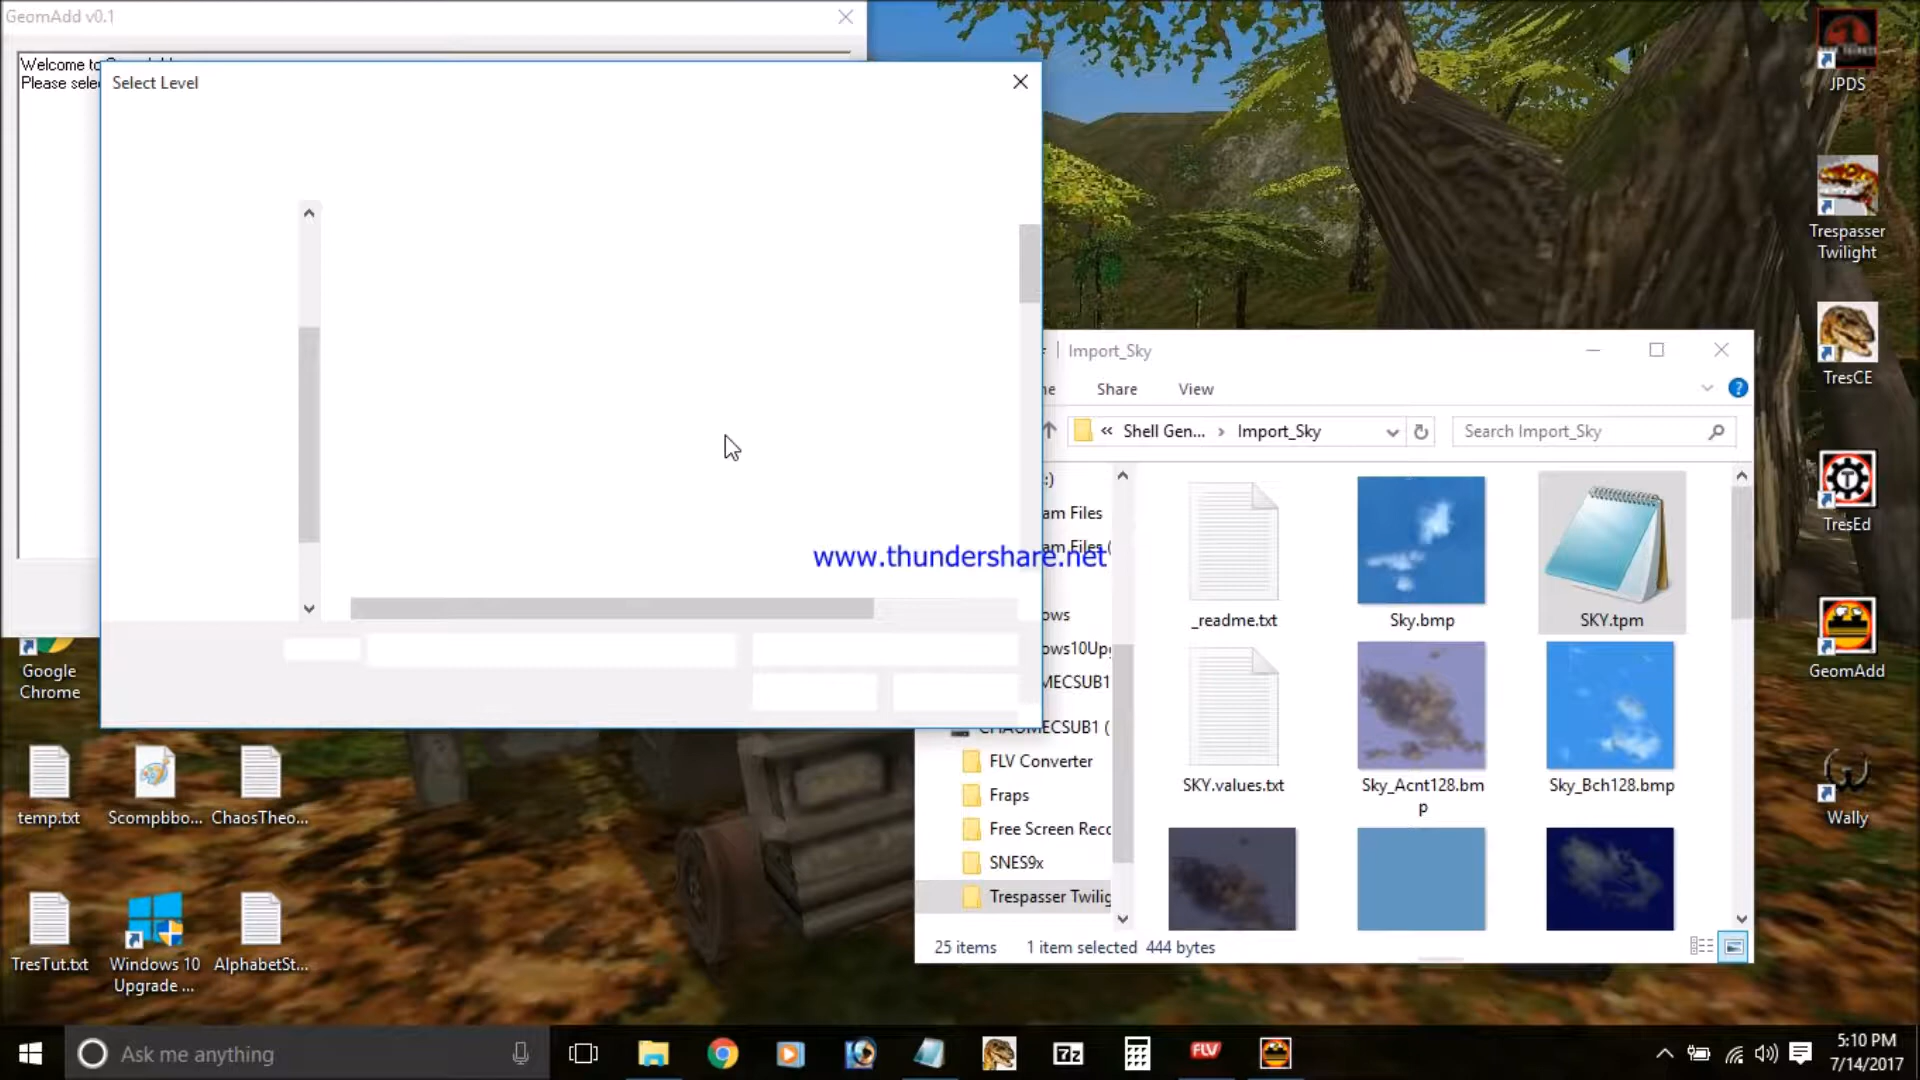 GeomAdd v0.1
Welcome to
Please sele
Select Level
Import_Sky
Share
View
Shell Gen... › Import_Sky
Search Import_Sky
am Files
am Files (
ows
ows10Up
MECSUB1
CHAOMECSUB1 (
FLV Converter
Fraps
Free Screen Reco
SNES9x
Trespasser Twilig
_readme.txt
Sky.bmp
SKY.tpm
SKY.values.txt
Sky_Acnt128.bm
p
Sky_Bch128.bmp
25 items
1 item selected 444 bytes
www.thundershare.net
JPDS
Trespasser
Twilight
TresCE
TresEd
GeomAdd
Wally
Google
Chrome
temp.txt
Scompbbo...
ChaosTheo...
TresTut.txt
Windows 10
Upgrade ...
AlphabetSt...
Ask me anything
7z
FLV
5:10 PM
7/14/2017